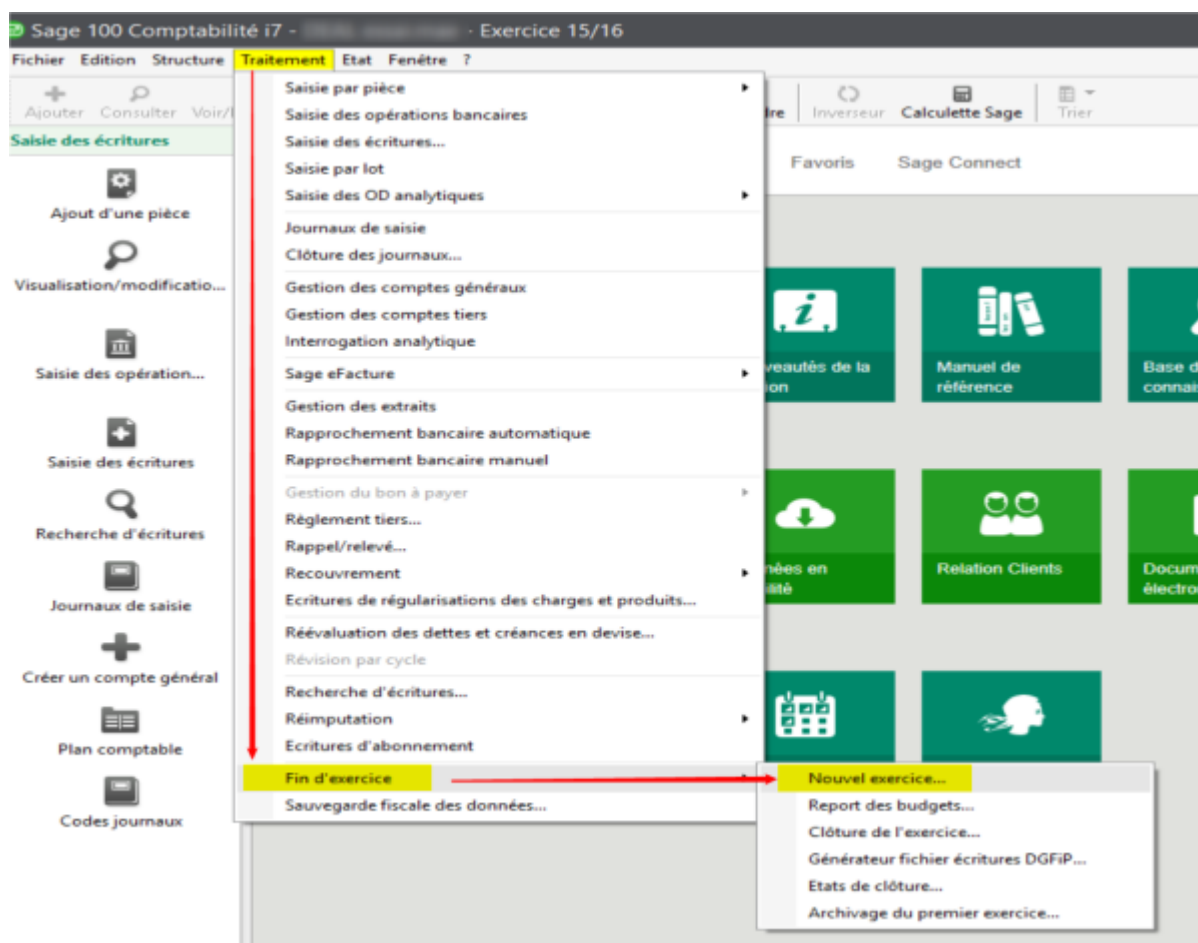 Sage 100 Comptabilité i7 - - Exercice 15/16
Fichier Edition Structure Traitement Etat Fenêtre ?
Ajouter Consulter Inverseur Calculette Sage Trier
Saisie des écritures
Favoris Sage Connect
Ajout d'une pièce
Visualisation/modificatio...
Saisie des opération...
Saisie des écritures
Recherche d'écritures
Journaux de saisie
Créer un compte général
Plan comptable
Codes journaux
Saisie par pièce
Saisie des opérations bancaires
Saisie des écritures...
Saisie par lot
Saisie des OD analytiques
Journaux de saisie
Clôture des journaux...
Gestion des comptes généraux
Gestion des comptes tiers
Interrogation analytique
Sage eFacture
Gestion des extraits
Rapprochement bancaire automatique
Rapprochement bancaire manuel
Gestion du bon à payer
Règlement tiers...
Rappel/relevé...
Recouvrement
Ecritures de régularisations des charges et produits...
Réévaluation des dettes et créances en devise...
Révision par cycle
Recherche d'écritures...
Réimputation
Ecritures d'abonnement
Fin d'exercice
Sauvegarde fiscale des données...
Nouvel exercice...
Report des budgets...
Clôture de l'exercice...
Générateur fichier écritures DGFiP...
Etats de clôture...
Archivage du premier exercice...
de la
Manuel de
référence
Base
en
Relation Clients